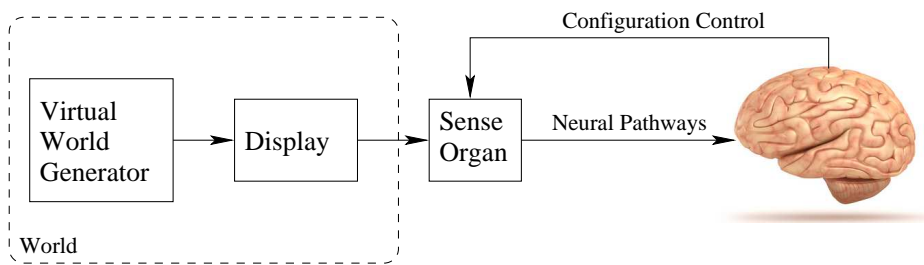 Configuration Control
Virtual
World
Generator
Display
Sense
Organ
Neural Pathways
World